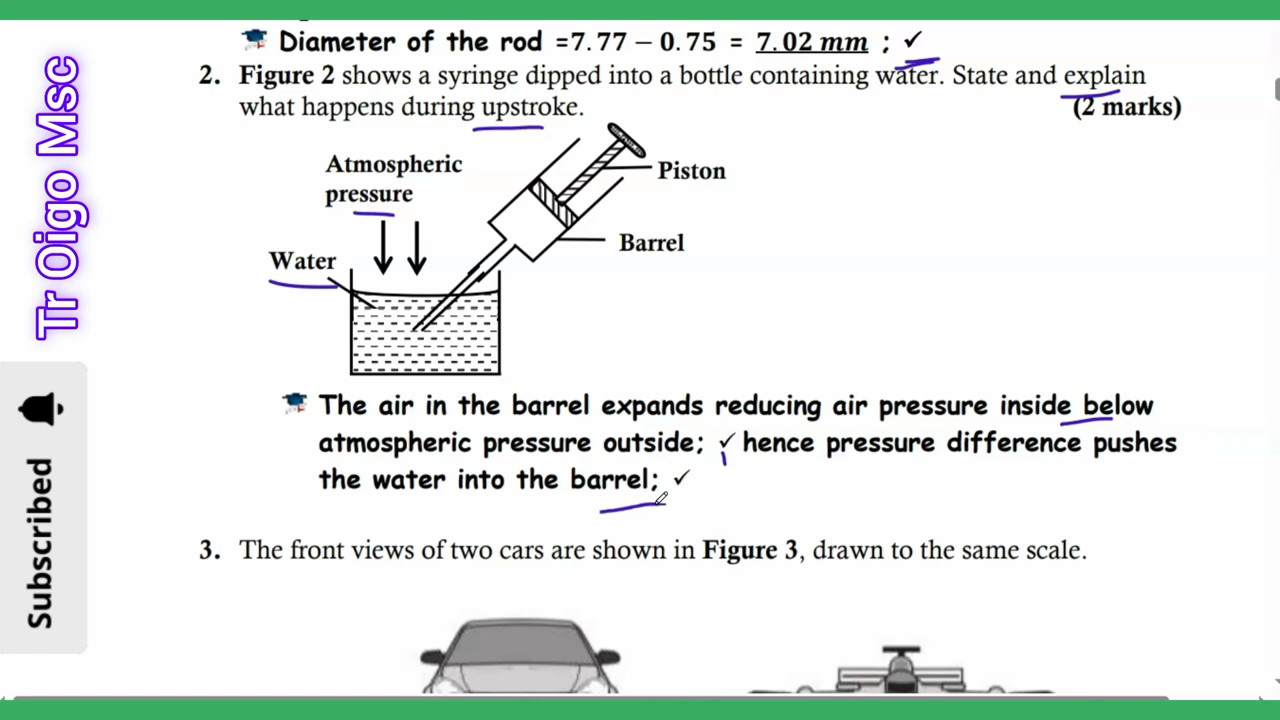 Diameter of the rod =7.77 − 0.75 = 7.02 mm ; ✓
2. Figure 2 shows a syringe dipped into a bottle containing water. State and explain
what happens during upstroke. (2 marks)
Atmospheric
pressure
Piston
Barrel
Water
The air in the barrel expands reducing air pressure inside below
atmospheric pressure outside; ✓ hence pressure difference pushes
the water into the barrel; ✓
3. The front views of two cars are shown in Figure 3, drawn to the same scale.
Tr Oigo Msc
Subscribed